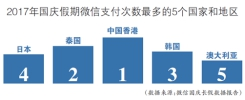 2017年国庆假期微信支付次数最多的5个国家和地区
中国香港
泰国
韩国
日本
澳大利亚
4
2
1
3
5
(数据来源:微信国庆长假数据报告)